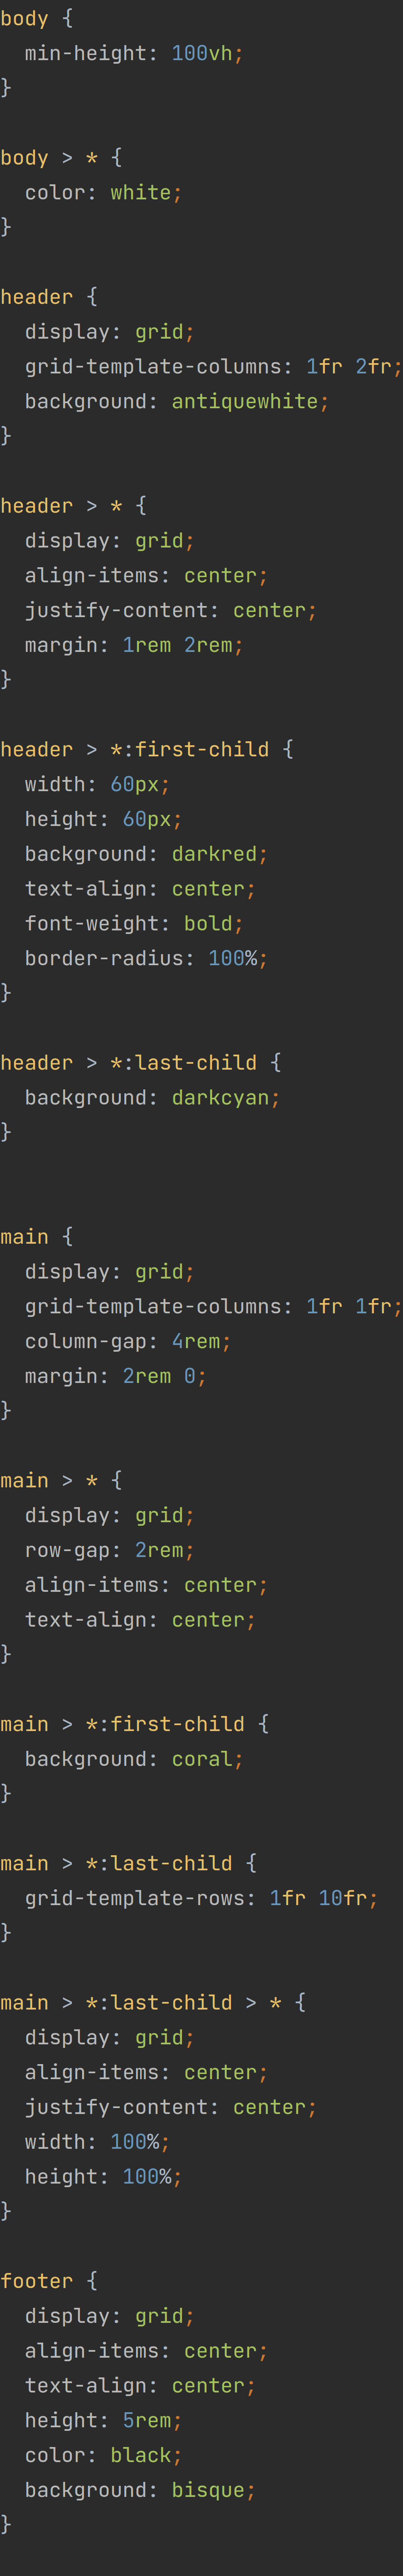 body {
  min-height: 100vh;
}

body > * {
  color: white;
}

header {
  display: grid;
  grid-template-columns: 1fr 2fr;
  background: antiquewhite;
}

header > * {
  display: grid;
  align-items: center;
  justify-content: center;
  margin: 1rem 2rem;
}

header > *:first-child {
  width: 60px;
  height: 60px;
  background: darkred;
  text-align: center;
  font-weight: bold;
  border-radius: 100%;
}

header > *:last-child {
  background: darkcyan;
}


main {
  display: grid;
  grid-template-columns: 1fr 1fr;
  column-gap: 4rem;
  margin: 2rem 0;
}

main > * {
  display: grid;
  row-gap: 2rem;
  align-items: center;
  text-align: center;
}

main > *:first-child {
  background: coral;
}

main > *:last-child {
  grid-template-rows: 1fr 10fr;
}

main > *:last-child > * {
  display: grid;
  align-items: center;
  justify-content: center;
  width: 100%;
  height: 100%;
}

footer {
  display: grid;
  align-items: center;
  text-align: center;
  height: 5rem;
  color: black;
  background: bisque;
}